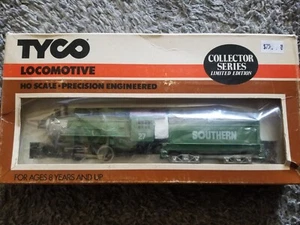 TYCO
LOCOMOTIVE
HO SCALE • PRECISION ENGINEERED
COLLECTOR
SERIES
LIMITED EDITION
SOUTHERN
FOR AGES 8 YEARS AND UP